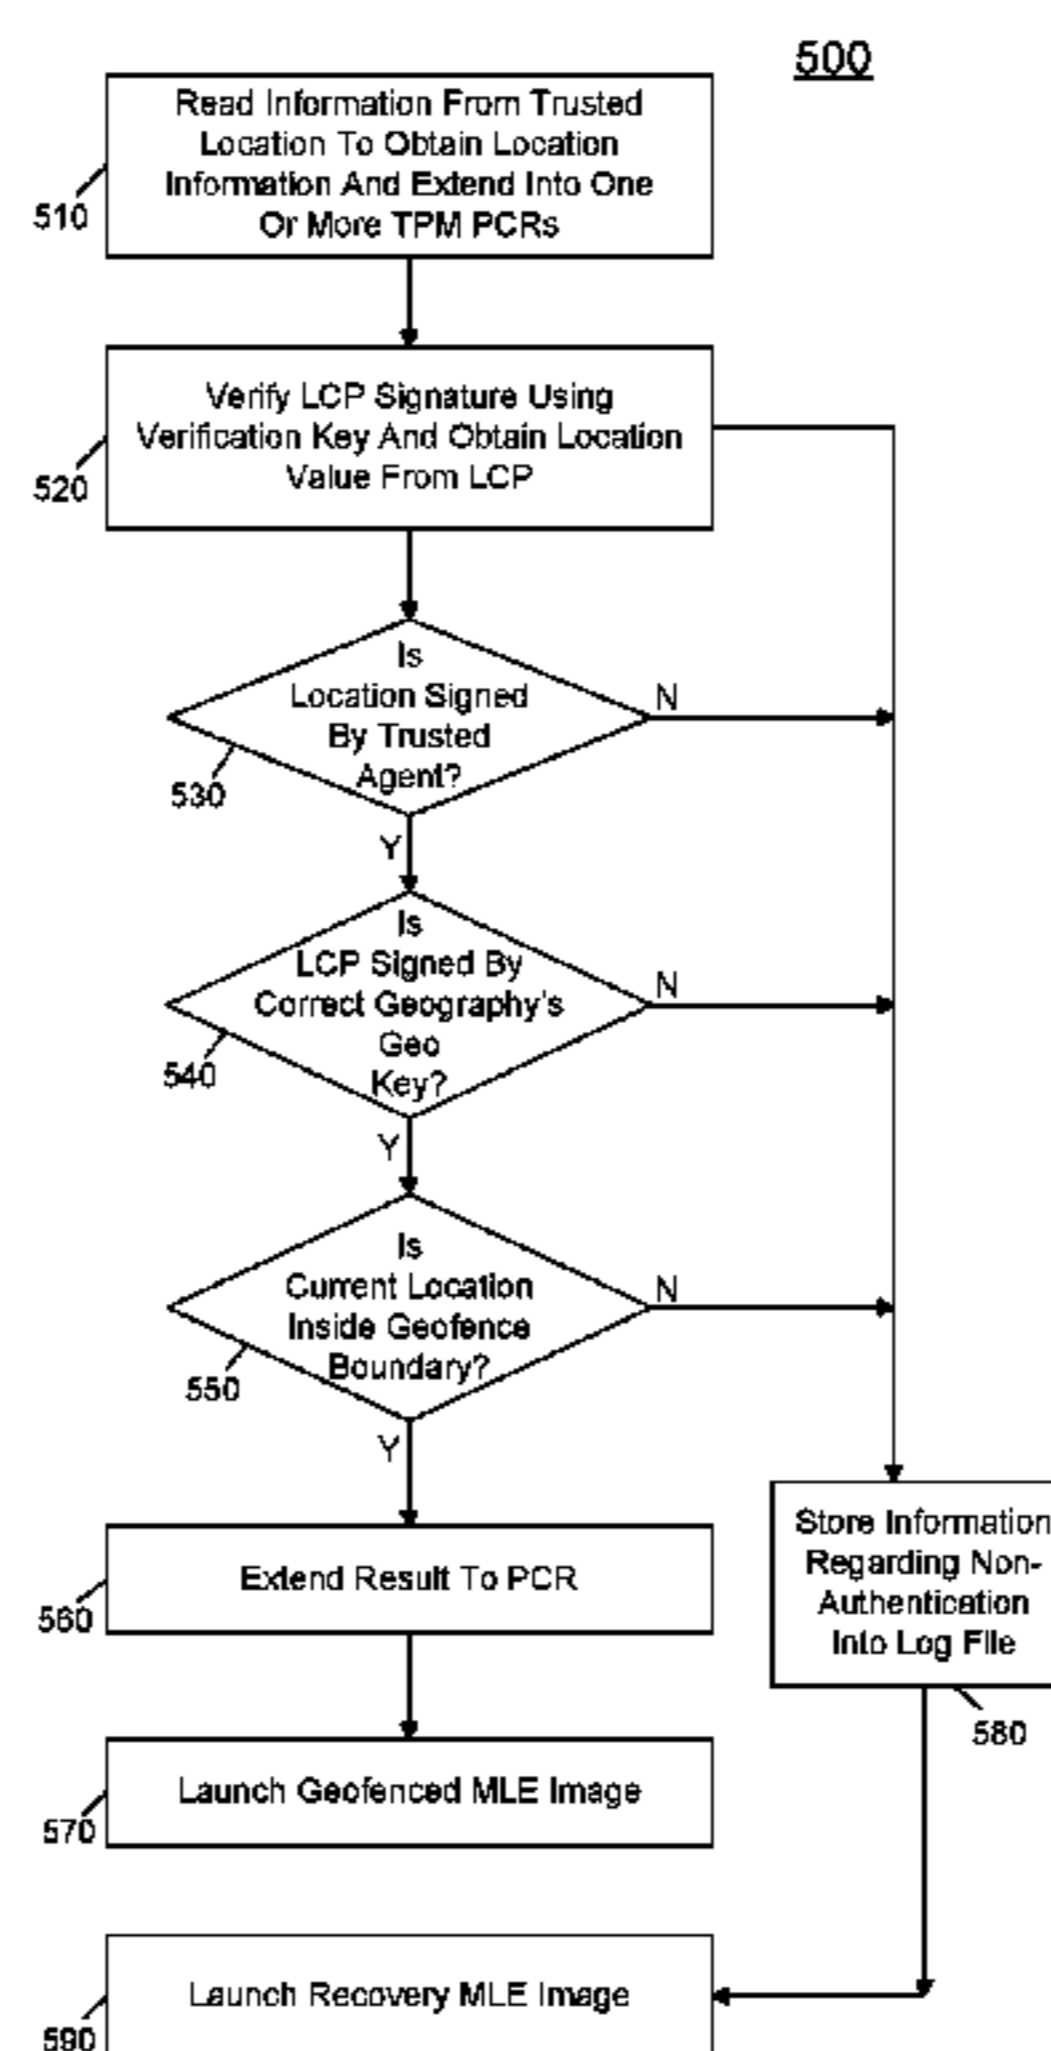 500
Read Information From Trusted
Location To Obtain Location
Information And Extend Into One
Or More TPM PCRs
510
Verify LCP Signature Using
Verification Key And Obtain Location
Value From LCP
520
Is
Location Signed
By Trusted
Agent?
N
530
Y
Is
LCP Signed By
Correct Geography's
Geo
Key?
N
540
Y
Is
Current Location
Inside Geofence
Boundary?
N
550
Y
Extend Result To PCR
560
Store Information
Regarding Non-
Authentication
Into Log File
580
Launch Geofenced MLE Image
570
Launch Recovery MLE Image
590